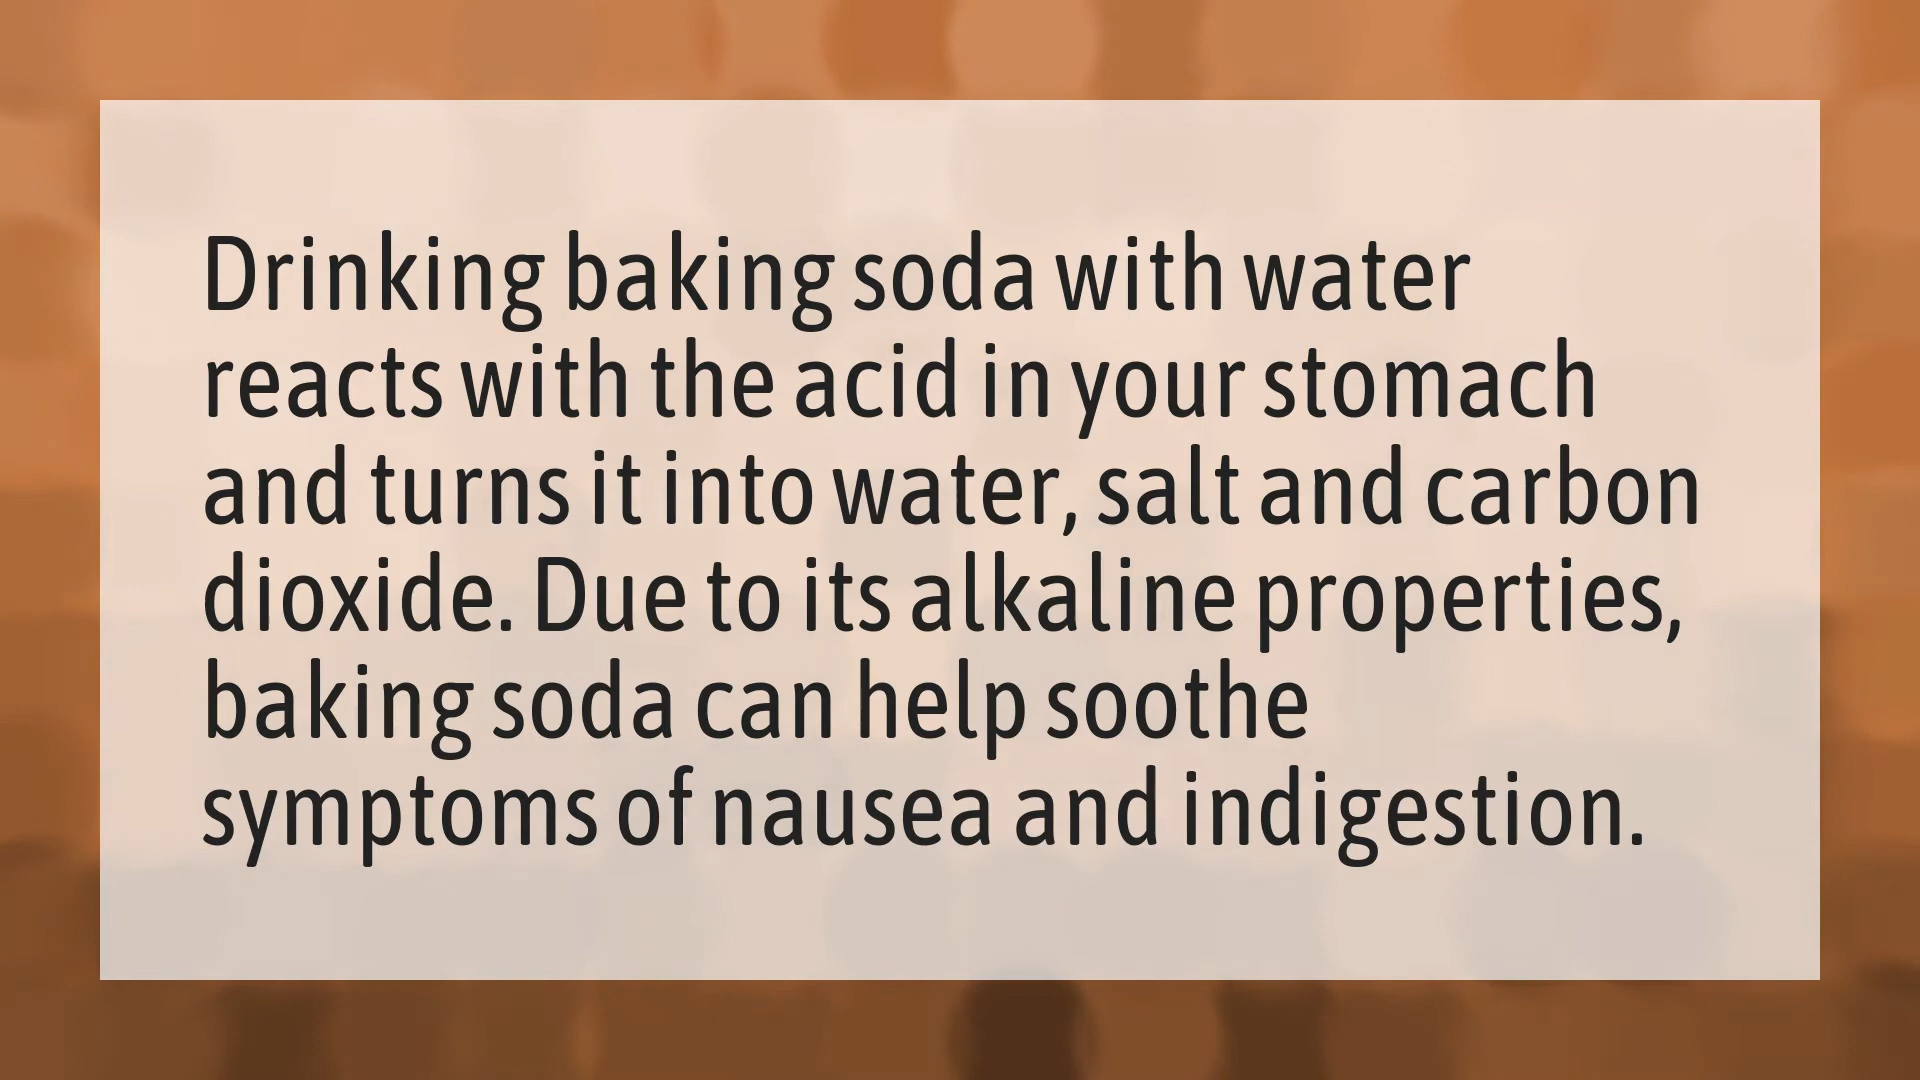 Drinking baking soda with water
reacts with the acid in your stomach
and turns it into water, salt and carbon
dioxide. Due to its alkaline properties,
baking soda can help soothe
symptoms of nausea and indigestion.